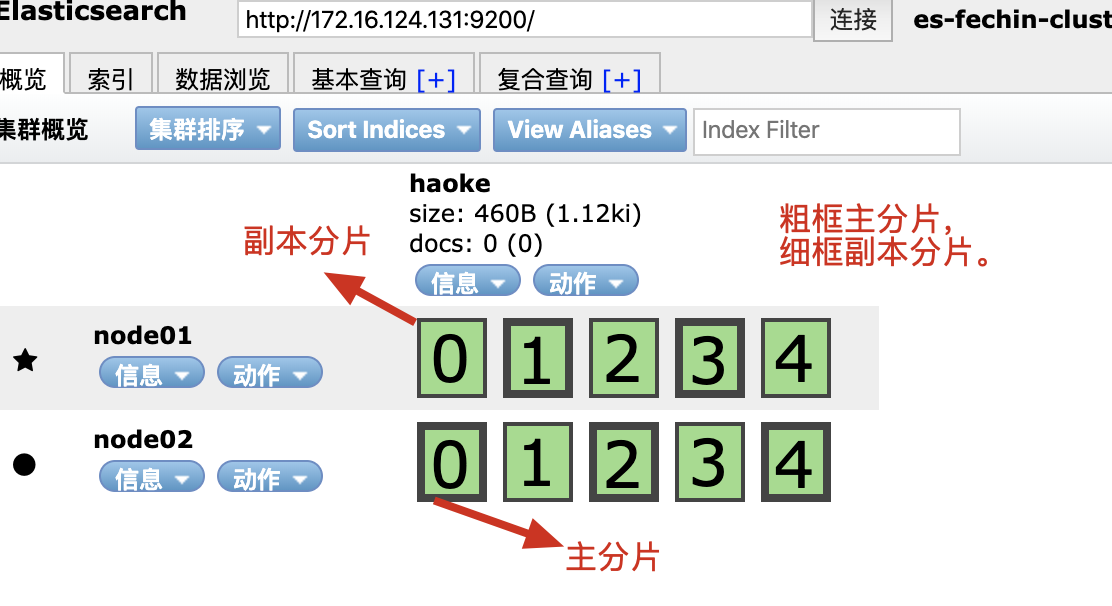 Elasticsearch
http://172.16.124.131:9200/
连接
es-fechin-clust
概览
索引
数据浏览
基本查询 [+]
复合查询 [+]
集群概览
集群排序
Sort Indices
View Aliases
Index Filter
haoke
size: 460B (1.12ki)
docs: 0 (0)
信息
动作
副本分片
粗框主分片,
细框副本分片。
node01
信息
动作
0 1 2 3 4
node02
信息
动作
0 1 2 3 4
主分片